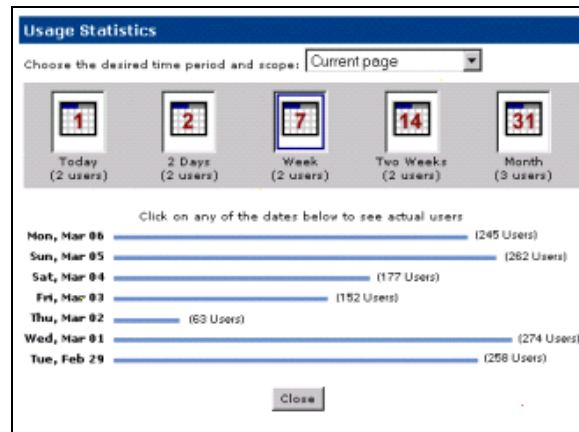 Usage Statistics
Choose the desired time period and scope: Current page
1 2 7 14 31
Today 2 Days Week Two Weeks Month
(2 users) (2 users) (2 users) (2 users) (3 users)
Click on any of the dates below to see actual users
Mon, Mar 06 (245 Users)
Sun, Mar 05 (262 Users)
Sat, Mar 04 (177 Users)
Fri, Mar 03 (152 Users)
Thu, Mar 02 (63 Users)
Wed, Mar 01 (274 Users)
Tue, Feb 29 (258 Users)
Close